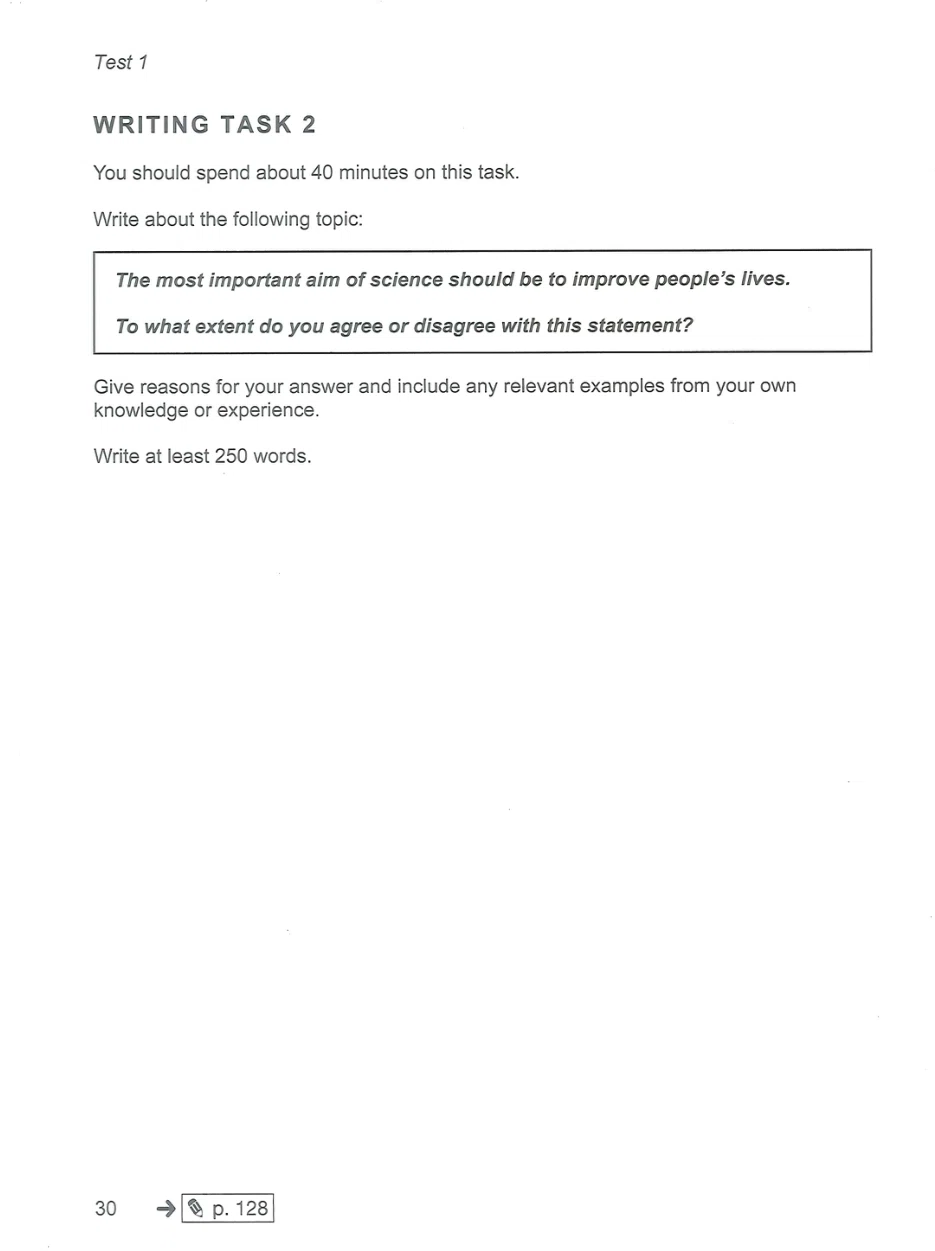 Test 1
WRITING TASK 2
You should spend about 40 minutes on this task.
Write about the following topic:
The most important aim of science should be to improve people's lives.
To what extent do you agree or disagree with this statement?
Give reasons for your answer and include any relevant examples from your own
knowledge or experience.
Write at least 250 words.
30 → p. 128